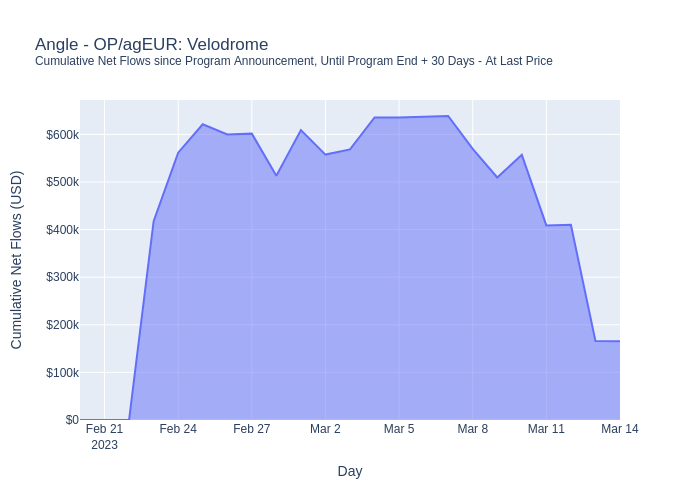 Angle - OP/agEUR: Velodrome
Cumulative Net Flows since Program Announcement, Until Program End + 30 Days - At Last Price
Cumulative Net Flows (USD)
$600k
$500k
$400k
$300k
$200k
$100k
$0
Feb 21
2023
Feb 24
Feb 27
Mar 2
Mar 5
Mar 8
Mar 11
Mar 14
Day